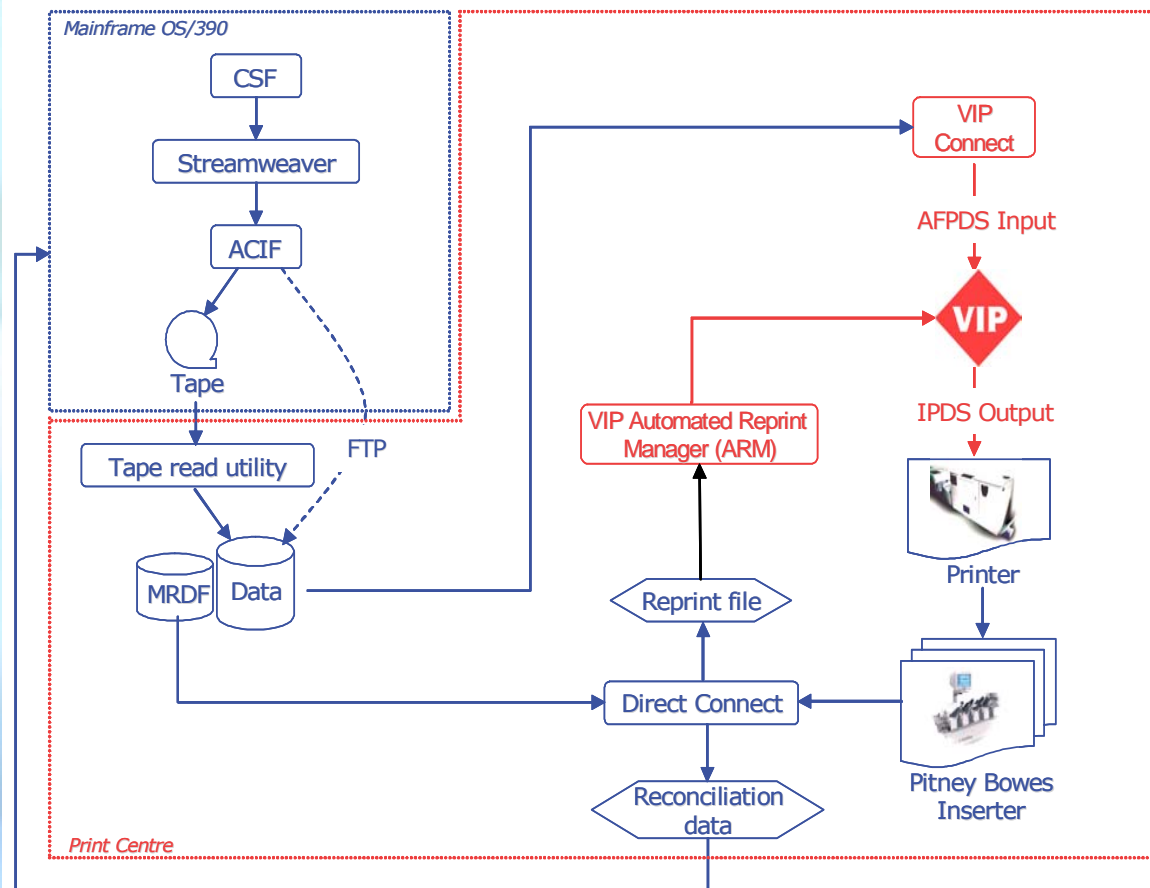 Mainframe OS/390
CSF
Streamweaver
ACIF
Tape
VIP
Connect
AFPDS Input
VIP
IPDS Output
Printer
Pitney Bowes
Inserter
VIP Automated Reprint
Manager (ARM)
FTP
Tape read utility
MRDF
Data
Reprint file
Direct Connect
Reconciliation
data
Print Centre